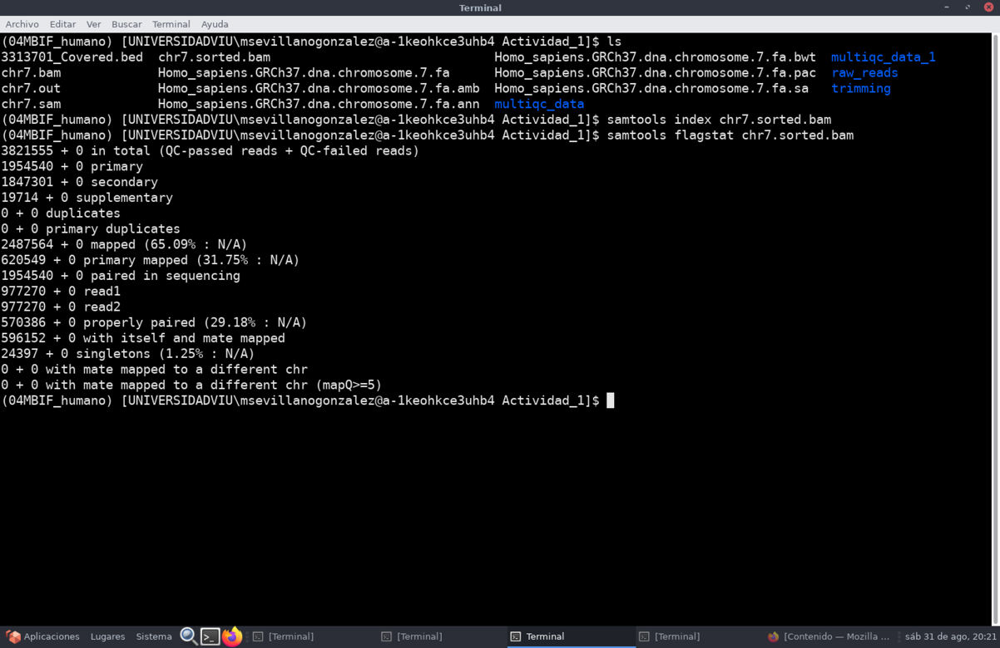 Terminal
Archivo Editar Ver Buscar Terminal Ayuda
(04MBIF_humano) [UNIVERSIDADVIU\msevillanogonzalez@a-1keohkce3uhb4 Actividad_1]$ ls
3313701_Covered.bed chr7.sorted.bam Homo_sapiens.GRCh37.dna.chromosome.7.fa.bwt multiqc_data_1
chr7.bam Homo_sapiens.GRCh37.dna.chromosome.7.fa Homo_sapiens.GRCh37.dna.chromosome.7.fa.pac raw_reads
chr7.out Homo_sapiens.GRCh37.dna.chromosome.7.fa.amb Homo_sapiens.GRCh37.dna.chromosome.7.fa.sa trimming
chr7.sam Homo_sapiens.GRCh37.dna.chromosome.7.fa.ann multiqc_data
(04MBIF_humano) [UNIVERSIDADVIU\msevillanogonzalez@a-1keohkce3uhb4 Actividad_1]$ samtools index chr7.sorted.bam
(04MBIF_humano) [UNIVERSIDADVIU\msevillanogonzalez@a-1keohkce3uhb4 Actividad_1]$ samtools flagstat chr7.sorted.bam
3821555 + 0 in total (QC-passed reads + QC-failed reads)
1954540 + 0 primary
1847301 + 0 secondary
19714 + 0 supplementary
0 + 0 duplicates
0 + 0 primary duplicates
2487564 + 0 mapped (65.09% : N/A)
620549 + 0 primary mapped (31.75% : N/A)
1954540 + 0 paired in sequencing
977270 + 0 read1
977270 + 0 read2
570386 + 0 properly paired (29.18% : N/A)
596152 + 0 with itself and mate mapped
24397 + 0 singletons (1.25% : N/A)
0 + 0 with mate mapped to a different chr
0 + 0 with mate mapped to a different chr (mapQ>=5)
(04MBIF_humano) [UNIVERSIDADVIU\msevillanogonzalez@a-1keohkce3uhb4 Actividad_1]$
Aplicaciones Lugares Sistema [Terminal] [Terminal] Terminal [Terminal] [Contenido — Mozilla ... sáb 31 de ago, 20:21